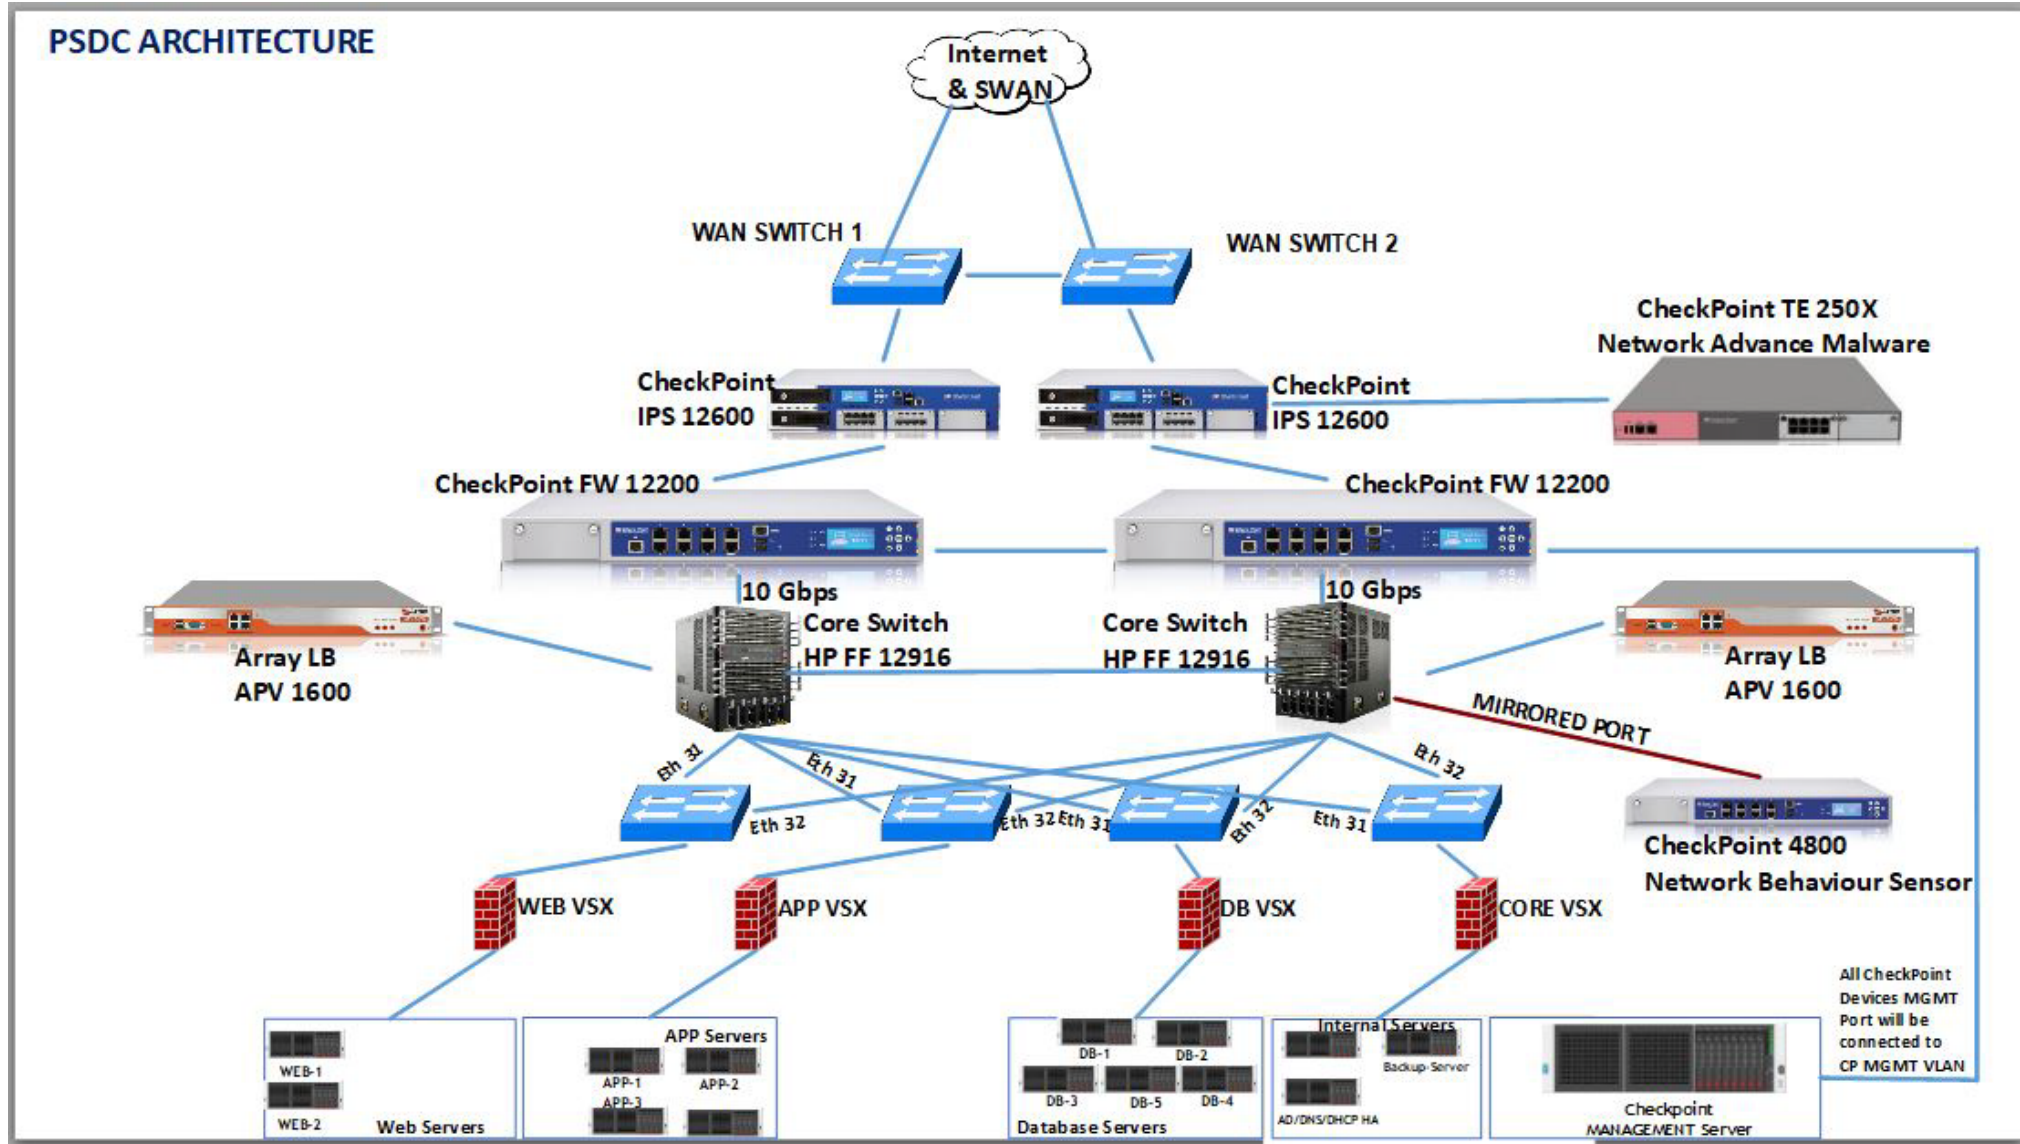 PSDC ARCHITECTURE
Internet
& SWAN
WAN SWITCH 1
WAN SWITCH 2
CheckPoint TE 250X
Network Advance Malware
CheckPoint
IPS 12600
CheckPoint
IPS 12600
CheckPoint FW 12200
CheckPoint FW 12200
10 Gbps
10 Gbps
Core Switch
HP FF 12916
Core Switch
HP FF 12916
Array LB
APV 1600
Array LB
APV 1600
MIRRORED PORT
Eth 31
Eth 31
Eth 32
Eth 32
Eth 32
Eth 31
Eth 32
Eth 31
CheckPoint 4800
Network Behaviour Sensor
WEB VSX
APP VSX
DB VSX
CORE VSX
All CheckPoint
Devices MGMT
Port will be
connected to
CP MGMT VLAN
WEB-1
WEB-2
Web Servers
APP Servers
APP-1
APP-2
APP-3
DB-1
DB-2
DB-3
DB-5
DB-4
Database Servers
Internal Servers
Backup-Server
AD/DNS/DHCP HA
Checkpoint
MANAGEMENT Server